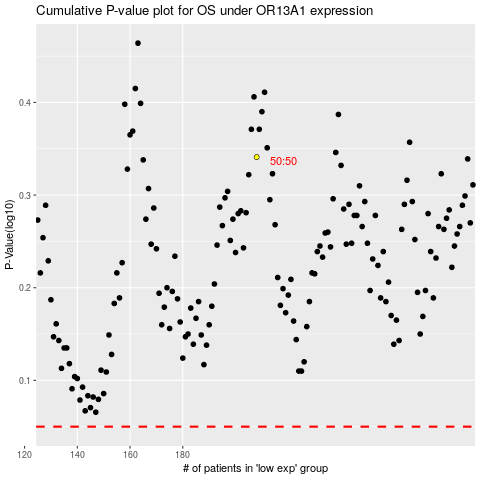 Cumulative P-value plot for OS under OR13A1 expression
P-Value(log10)
0.4
0.3
0.2
0.1
50:50
120 140 160 180
# of patients in 'low exp' group